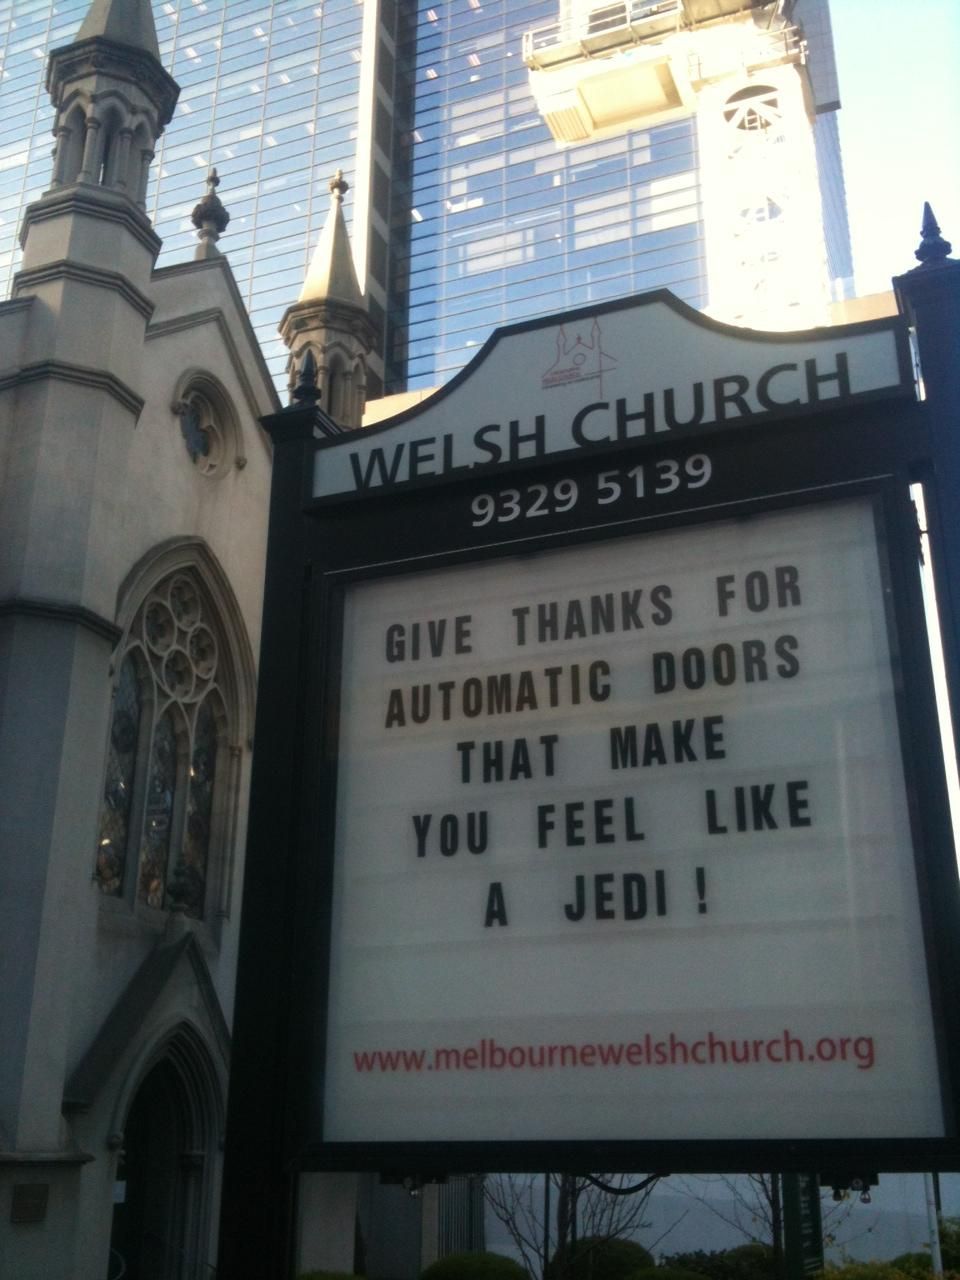 WELSH CHURCH
9329 5139
GIVE THANKS FOR
AUTOMATIC DOORS
THAT MAKE
YOU FEEL LIKE
A JEDI !
www.melbournewelshchurch.org